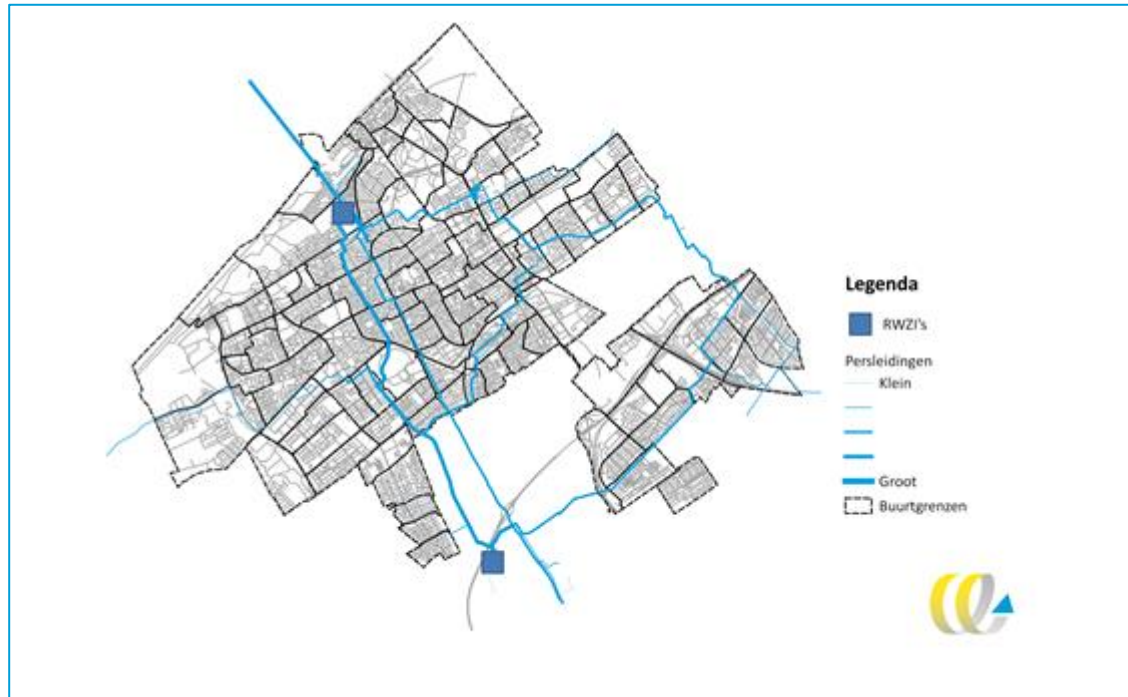 Legenda
RWZI's
Persleidingen
Klein
Groot
Buurtgrenzen